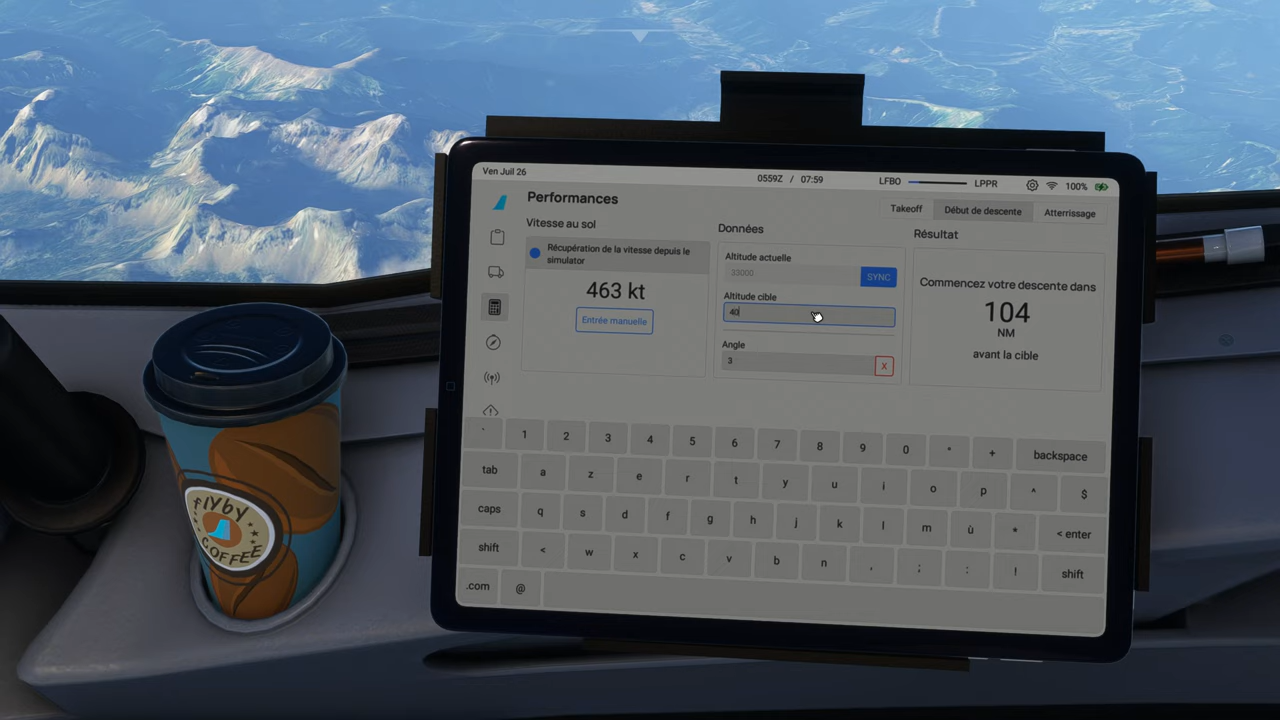 Ven Juil 26
0559Z / 07:59
LFBO
LPPR
100%
Performances
Takeoff
Début de descente
Atterrissage
Vitesse au sol
Récupération de la vitesse depuis le
simulator
463 kt
Entrée manuelle
Données
Altitude actuelle
33000
SYNC
Altitude cible
40
Angle
3
X
Résultat
Commencez votre descente dans
104
NM
avant la cible
1 2 3 4 5 6 7 8 9 0 + backspace
tab a z e r t y u i o p ^ $
caps q s d f g h j k l m ù * < enter
shift < w x c v b n , ; : ! shift
.com @
flyby
COFFEE